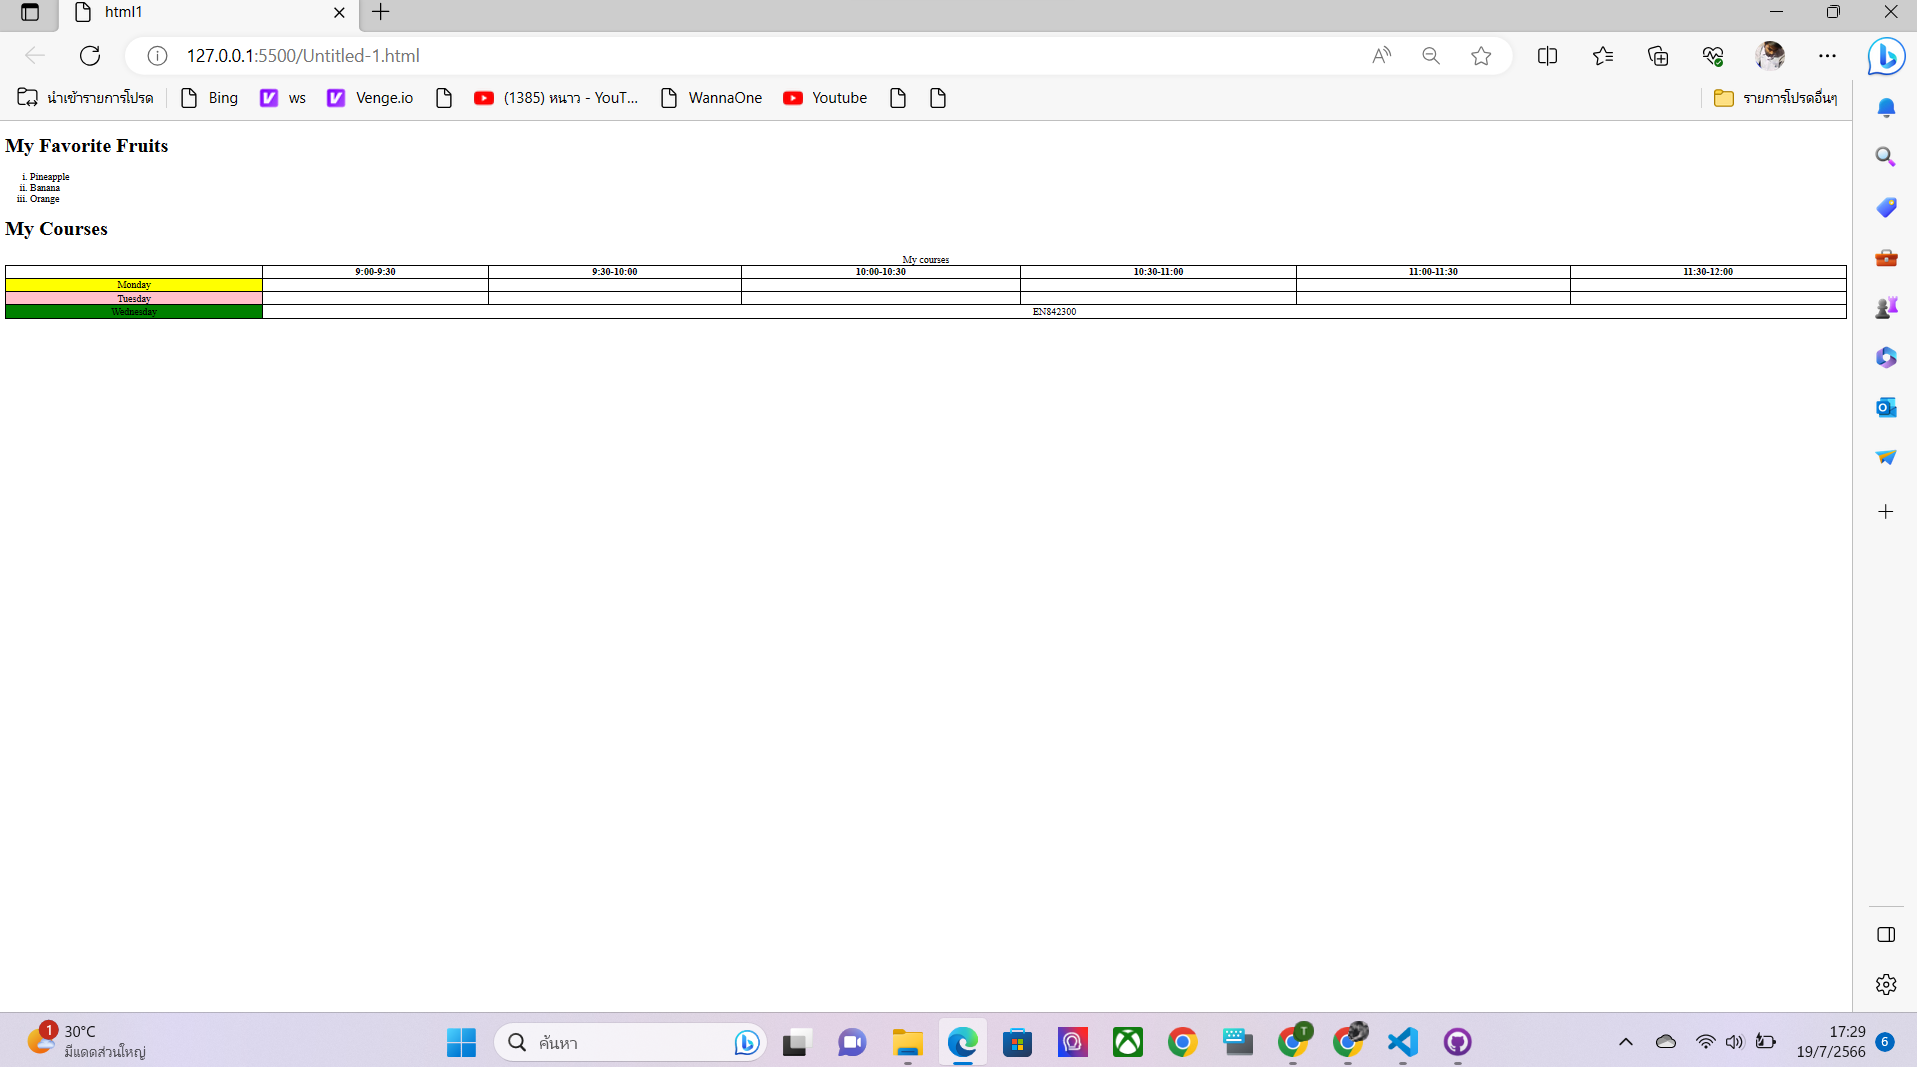 html1
127.0.0.1:5500/Untitled-1.html
นำเข้ารายการโปรด Bing ws Venge.io (1385) หนาว - YouT... WannaOne Youtube รายการโปรดอื่นๆ
My Favorite Fruits
i. Pineapple
ii. Banana
iii. Orange
My Courses
My courses
9:00-9:30 9:30-10:00 10:00-10:30 10:30-11:00 11:00-11:30 11:30-12:00
Monday
Tuesday
Wednesday EN842300
1 30°C
มีแดดส่วนใหญ่
ค้นหา
T
17:29
19/7/2566
6